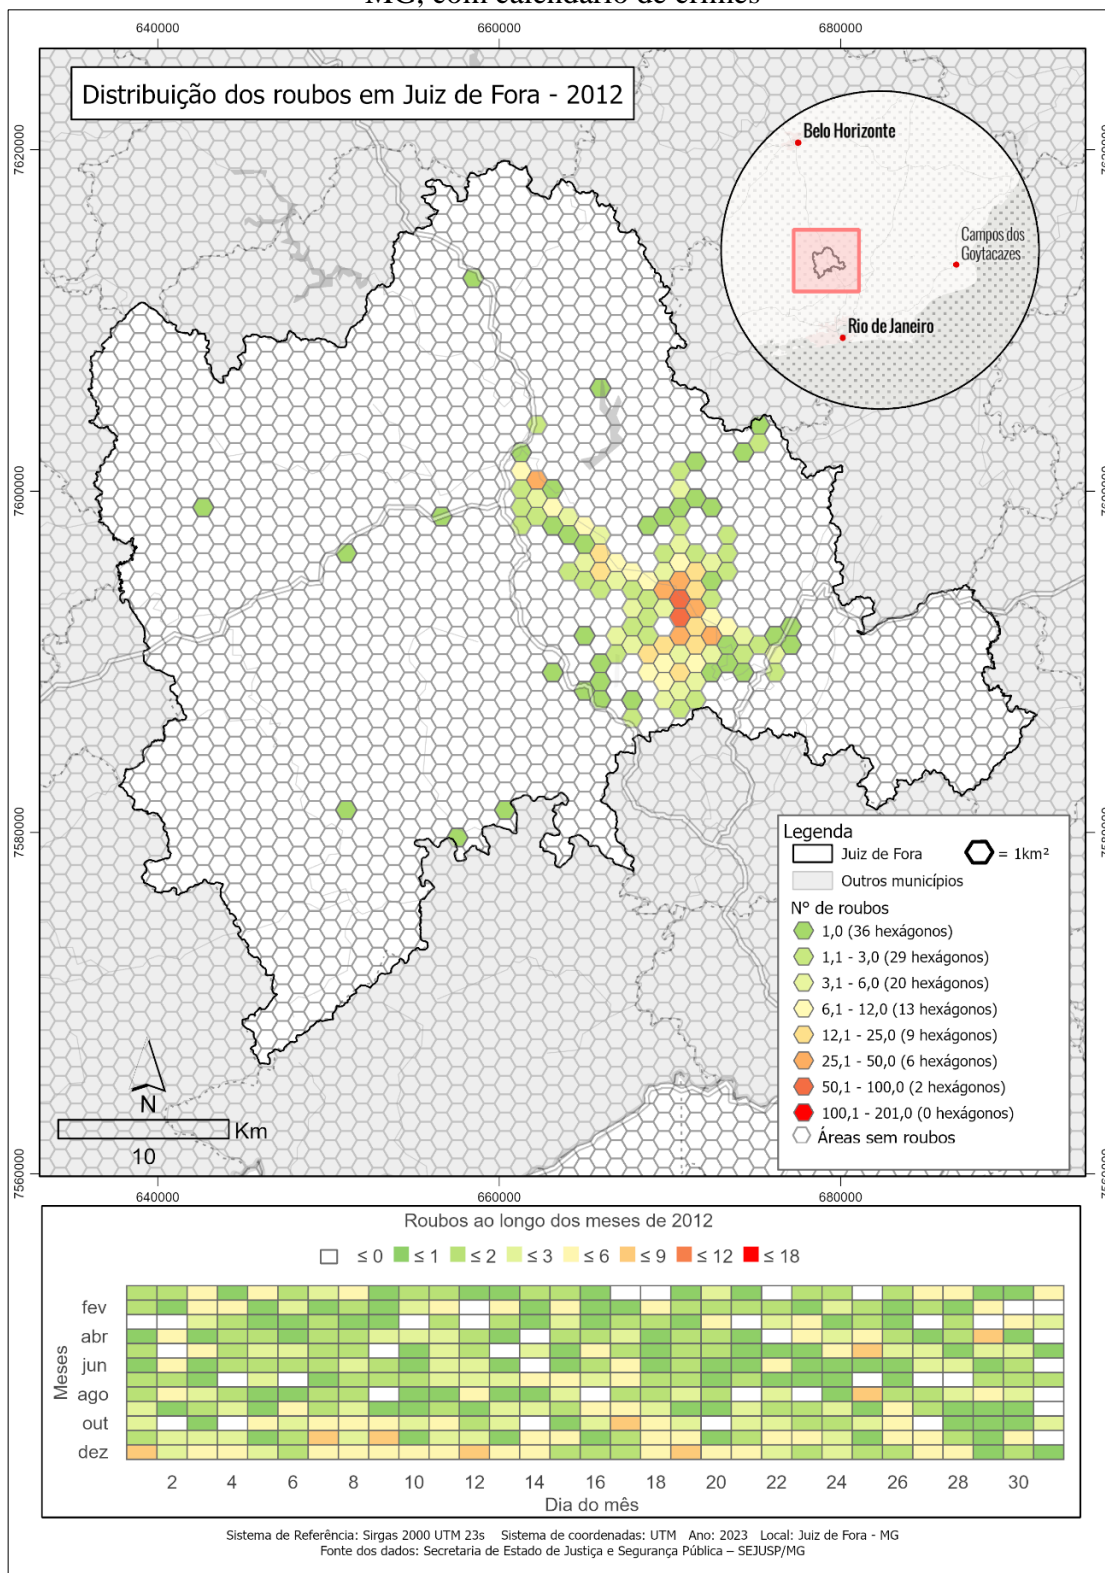 MG, com calendário de crimes
640000 660000 680000
Distribuição dos roubos em Juiz de Fora - 2012
Belo Horizonte
Campos dos
Goytacazes
Rio de Janeiro
7620000 7620000
7600000 7600000
7580000 7580000
7560000 7560000
Legenda
Juiz de Fora = 1km²
Outros municípios
N° de roubos
1,0 (36 hexágonos)
1,1 - 3,0 (29 hexágonos)
3,1 - 6,0 (20 hexágonos)
6,1 - 12,0 (13 hexágonos)
12,1 - 25,0 (9 hexágonos)
25,1 - 50,0 (6 hexágonos)
50,1 - 100,0 (2 hexágonos)
100,1 - 201,0 (0 hexágonos)
Áreas sem roubos
N
Km
10
640000 660000 680000
Roubos ao longo dos meses de 2012
≤ 0 ≤ 1 ≤ 2 ≤ 3 ≤ 6 ≤ 9 ≤ 12 ≤ 18
Meses
fev
abr
jun
ago
out
dez
2 4 6 8 10 12 14 16 18 20 22 24 26 28 30
Dia do mês
Sistema de Referência: Sirgas 2000 UTM 23s Sistema de coordenadas: UTM Ano: 2023 Local: Juiz de Fora - MG
Fonte dos dados: Secretaria de Estado de Justiça e Segurança Pública – SEJUSP/MG